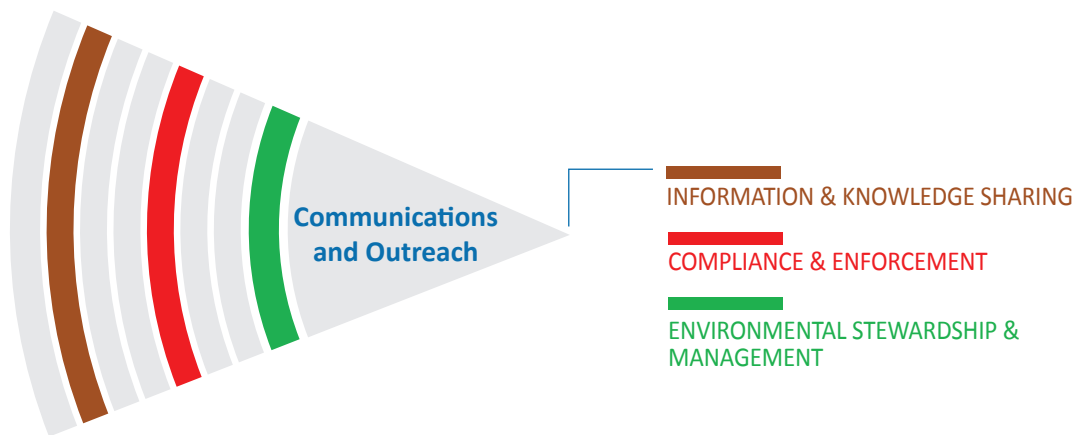 Communications
and Outreach
INFORMATION & KNOWLEDGE SHARING
COMPLIANCE & ENFORCEMENT
ENVIRONMENTAL STEWARDSHIP &
MANAGEMENT